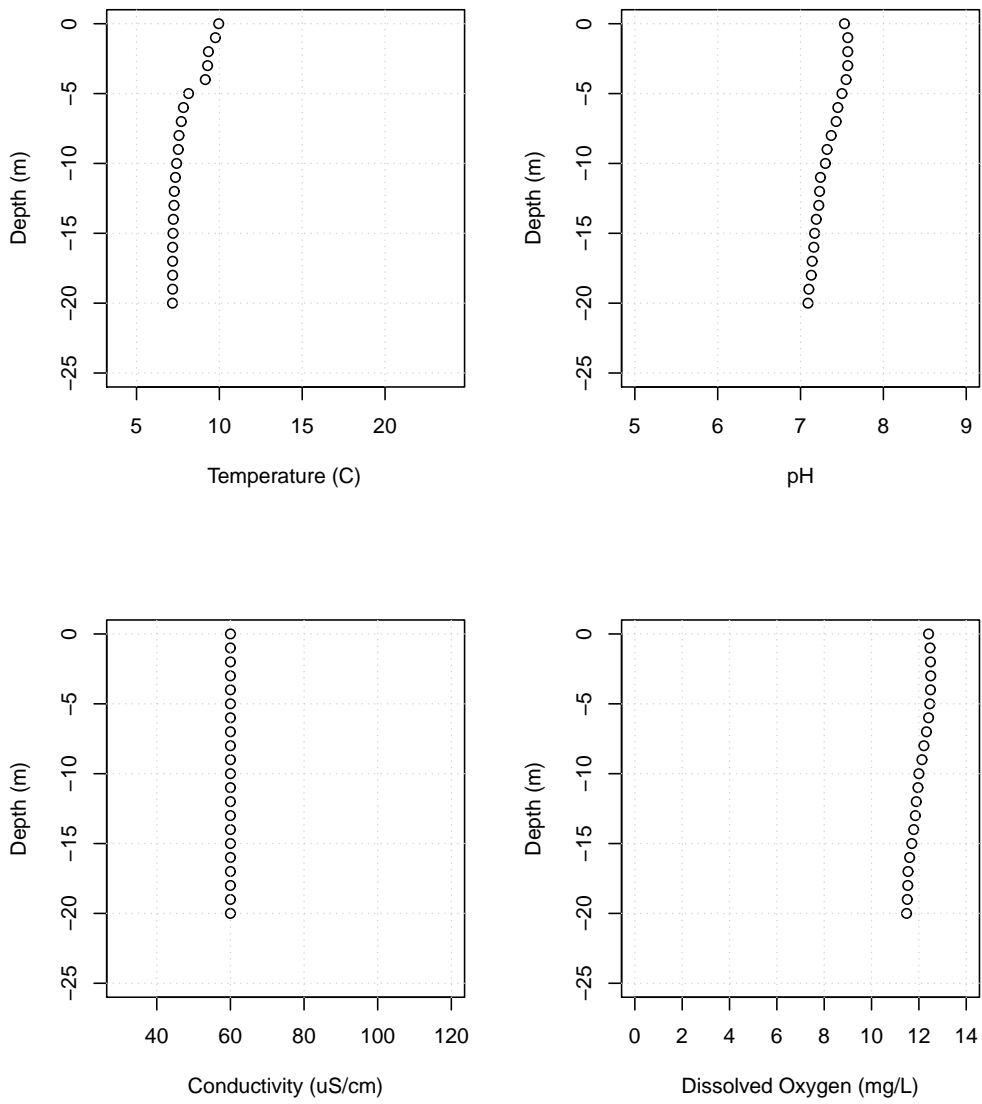 0
−5
−10
−15
−20
−25
Depth (m)
5 10 15 20
Temperature (C)
0
−5
−10
−15
−20
−25
Depth (m)
5 6 7 8 9
pH
0
−5
−10
−15
−20
−25
Depth (m)
40 60 80 100 120
Conductivity (uS/cm)
0
−5
−10
−15
−20
−25
Depth (m)
0 2 4 6 8 10 12 14
Dissolved Oxygen (mg/L)